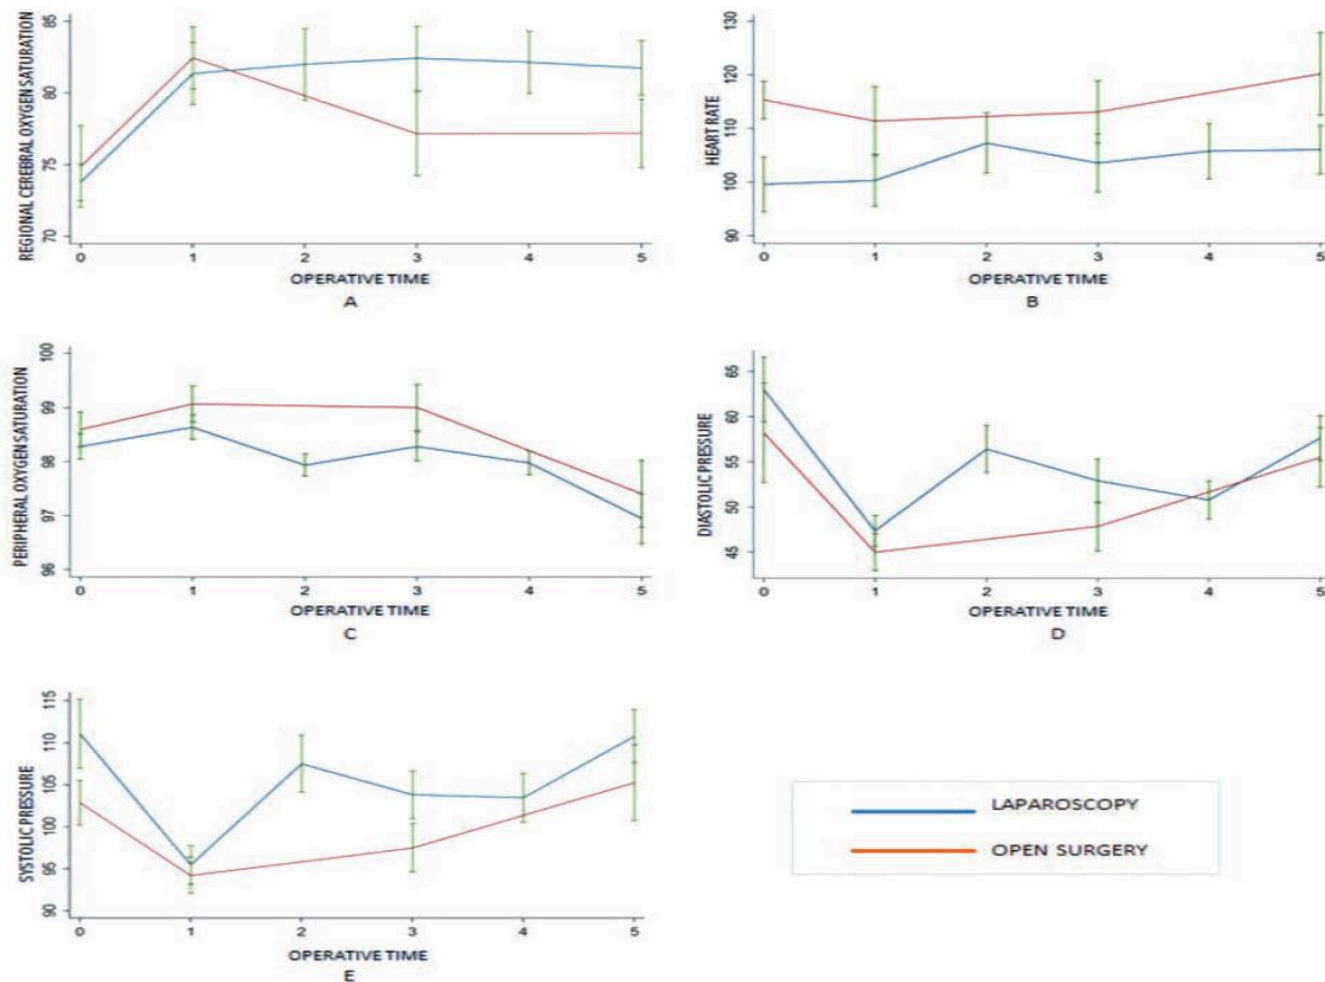 REGIONAL CEREBRAL OXYGEN SATURATION
85
80
75
70
0 1 2 3 4 5
OPERATIVE TIME
A
HEART RATE
130
120
110
100
90
0 1 2 3 4 5
OPERATIVE TIME
B
PERIPHERAL OXYGEN SATURATION
100
99
98
97
96
0 1 2 3 4 5
OPERATIVE TIME
C
DIASTOLIC PRESSURE
65
60
55
50
45
0 1 2 3 4 5
OPERATIVE TIME
D
SYSTOLIC PRESSURE
115
110
105
100
95
90
0 1 2 3 4 5
OPERATIVE TIME
E
LAPAROSCOPY
OPEN SURGERY